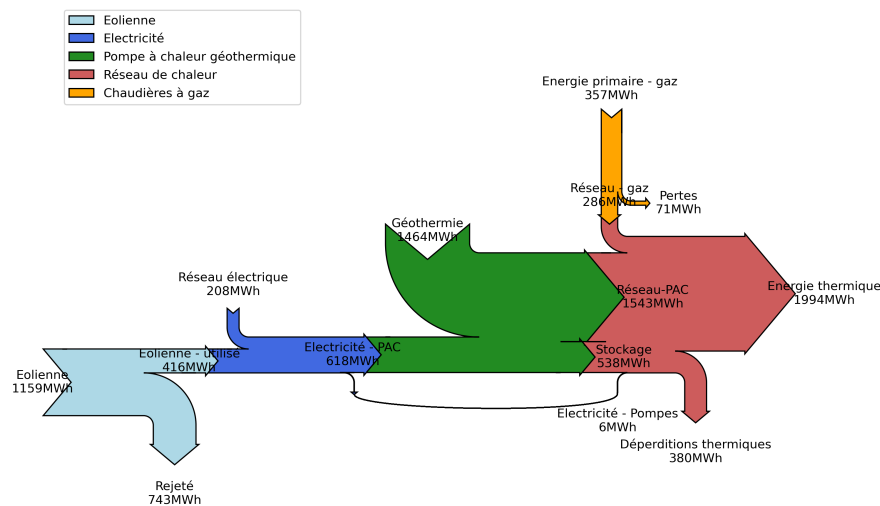 Eolienne
Electricité
Pompe à chaleur géothermique
Réseau de chaleur
Chaudières à gaz
Energie primaire - gaz
357MWh
Réseau - gaz
286MWh
Pertes
71MWh
Géothermie
1464MWh
Réseau électrique
208MWh
Réseau-PAC
1543MWh
Energie thermique
1994MWh
Eolienne - utilisé
416MWh
Electricité - PAC
618MWh
Stockage
538MWh
Eolienne
1159MWh
Electricité - Pompes
6MWh
Déperditions thermiques
380MWh
Rejeté
743MWh